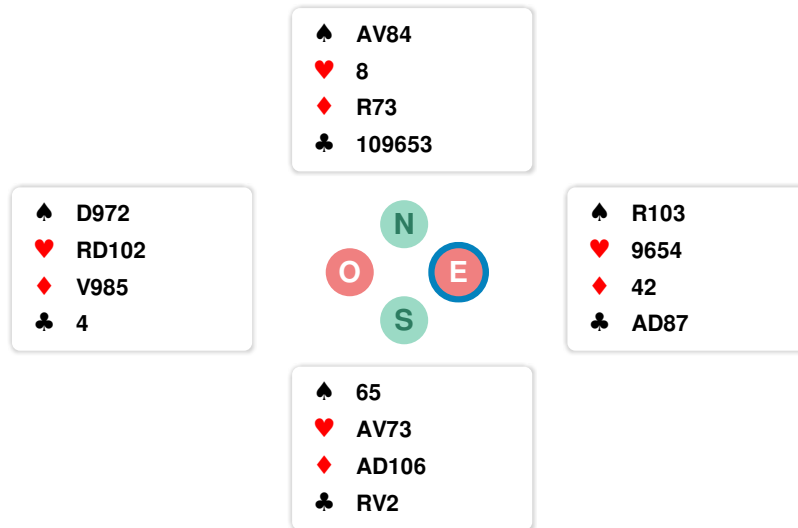 ♠ AV84
♥ 8
♦ R73
♣ 109653
♠ D972
♥ RD102
♦ V985
♣ 4
N
O
E
S
♠ R103
♥ 9654
♦ 42
♣ AD87
♠ 65
♥ AV73
♦ AD106
♣ RV2